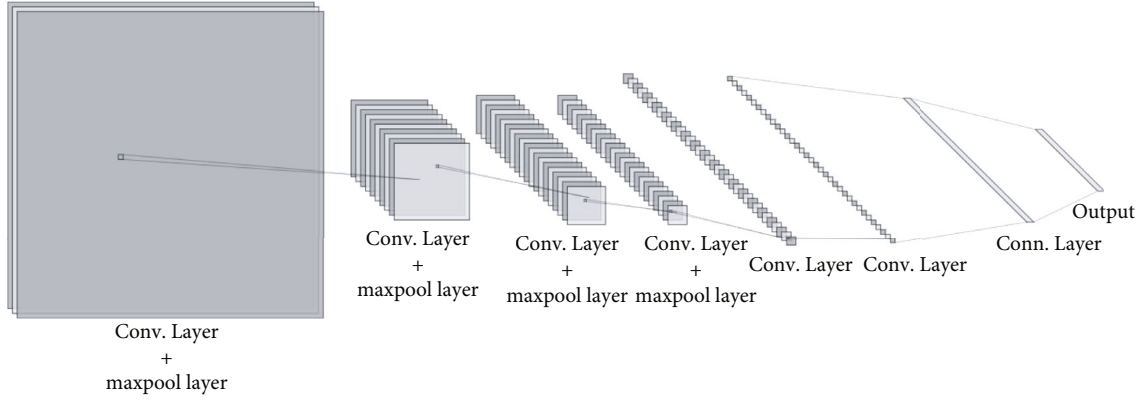 Conv. Layer
+
maxpool layer
Conv. Layer
+
maxpool layer
Conv. Layer
+
maxpool layer
Conv. Layer
+
maxpool layer
Conv. Layer
Conv. Layer
Conn. Layer
Output